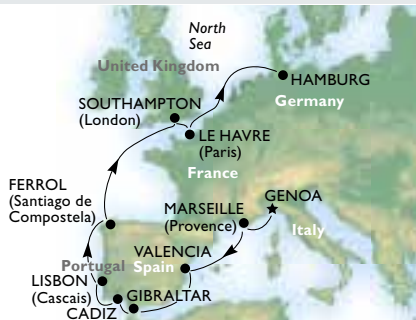 North
Sea
United Kingdom
HAMBURG
SOUTHAMPTON
(London)
Germany
LE HAVRE
(Paris)
France
FERROL
(Santiago de
Compostela)
MARSEILLE
(Provence)
GENOA
Italy
VALENCIA
Portugal Spain
LISBON
(Cascais)
GIBRALTAR
CADIZ